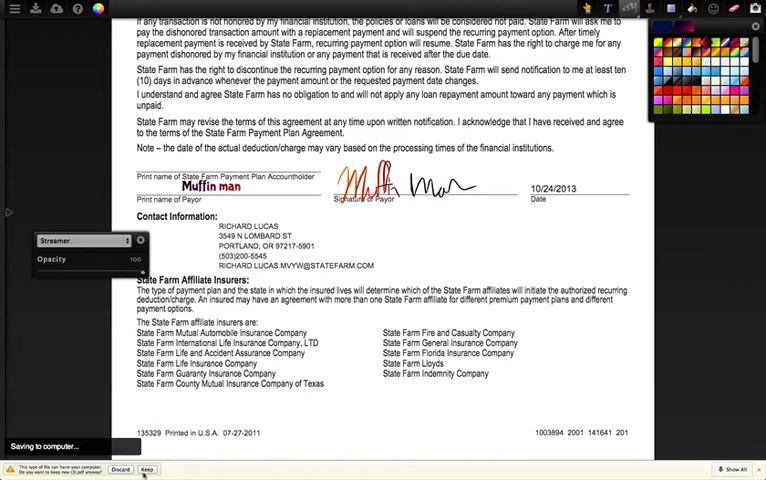 If any transaction is not honored by my financial institution, the policies or loans will be considered not paid. State Farm will ask me to
pay the dishonored transaction amount with a replacement payment and will suspend the recurring payment option. After timely
replacement payment is received by State Farm, recurring payment option will resume. State Farm has the right to charge me for any
payment dishonored by my financial institution or any payment that is received after the due date.
State Farm has the right to discontinue the recurring payment option for any reason. State Farm will send notification to me at least ten
(10) days in advance whenever the payment amount or the requested payment date changes.
I understand and agree State Farm has no obligation to and will not apply any loan repayment amount toward any payment which is
unpaid.
State Farm may revise the terms of this agreement at any time upon written notification. I acknowledge that I have received and agree
to the terms of the State Farm Payment Plan Agreement.
Note – the date of the actual deduction/charge may vary based on the processing times of the financial institutions.
Print name of State Farm Payment Plan Accountholder
Muffin man
Muffin Man
10/24/2013
Print name of Payor
Signature of Payor
Date
Contact Information:
RICHARD LUCAS
3549 N LOMBARD ST
PORTLAND, OR 97217-5901
(503)200-5545
RICHARD.LUCAS.MVYW@STATEFARM.COM
Streamer
Opacity 100
State Farm Affiliate Insurers:
The type of payment plan and the state in which the insured lives will determine which of the State Farm affiliates will initiate the authorized recurring
deduction/charge. An insured may have an agreement with more than one State Farm affiliate for different premium payment plans and different
payment options.
The State Farm affiliate insurers are:
State Farm Mutual Automobile Insurance Company
State Farm International Life Insurance Company, LTD
State Farm Life and Accident Assurance Company
State Farm Life Insurance Company
State Farm Guaranty Insurance Company
State Farm County Mutual Insurance Company of Texas
State Farm Fire and Casualty Company
State Farm General Insurance Company
State Farm Florida Insurance Company
State Farm Lloyds
State Farm Indemnity Company
135329 Printed in U.S.A. 07-27-2011
1003894 2001 141641 201
Saving to computer...
This type of file can harm your computer.
Do you want to keep new (3).pdf anyway?
Discard
Keep
Show All